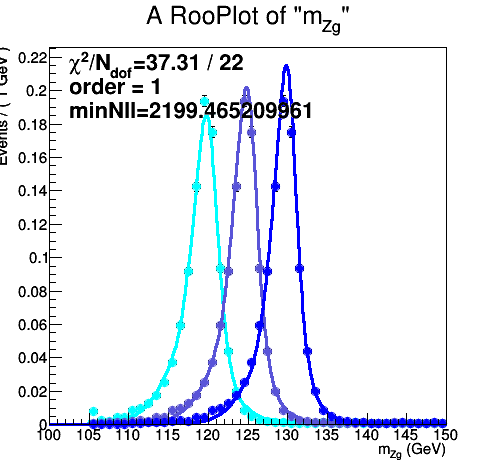 A RooPlot of "m_Zg"
χ²/N_dof=37.31 / 22
order = 1
minNll=2199.465209961
Events / ( 1 GeV )
0.22
0.2
0.18
0.16
0.14
0.12
0.1
0.08
0.06
0.04
0.02
0
100 105 110 115 120 125 130 135 140 145 150
m_Zg (GeV)